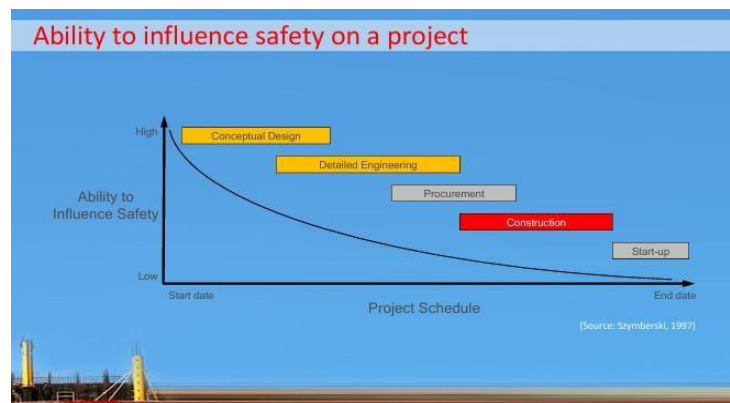 Ability to influence safety on a project
High
Conceptual Design
Detailed Engineering
Procurement
Ability to
Influence Safety
Construction
Start-up
Low
Start date
End date
Project Schedule
(Source: Szymberski, 1997)